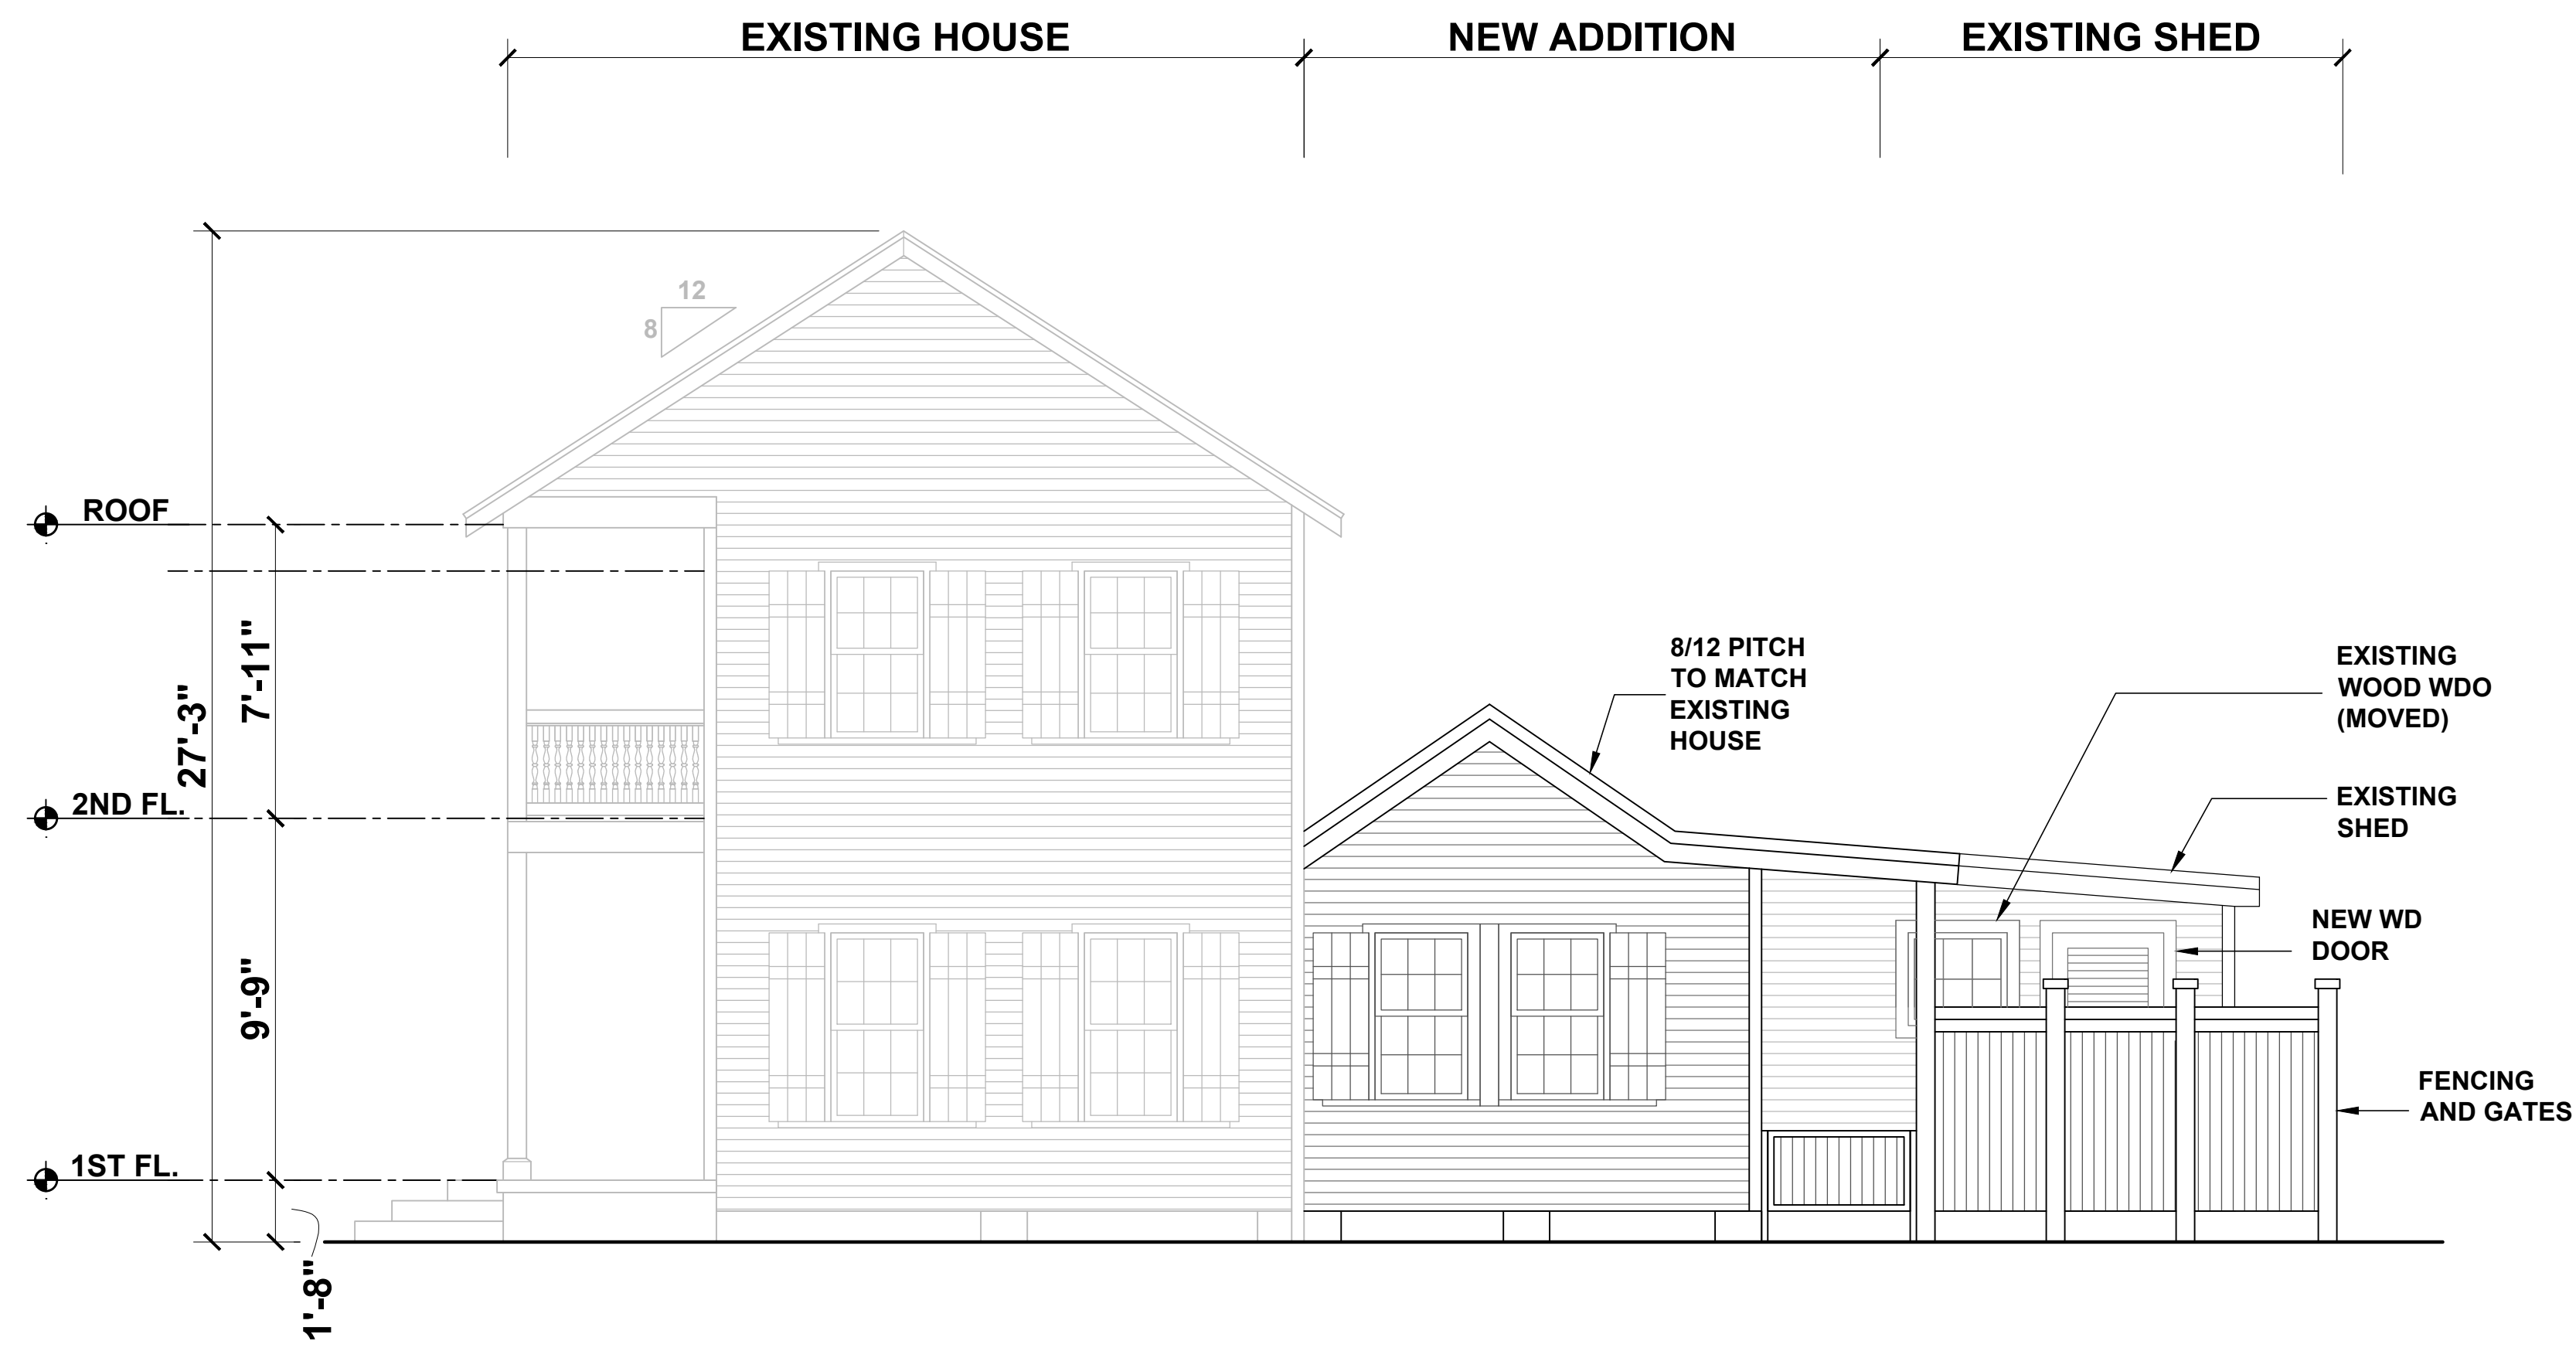 EXISTING HOUSE
NEW ADDITION
EXISTING SHED
12
8
ROOF
7'-11"
27'-3"
2ND FL.
9'-9"
1ST FL.
1'-8"
8/12 PITCH
TO MATCH
EXISTING
HOUSE
EXISTING
WOOD WDO
(MOVED)
EXISTING
SHED
NEW WD
DOOR
FENCING
AND GATES